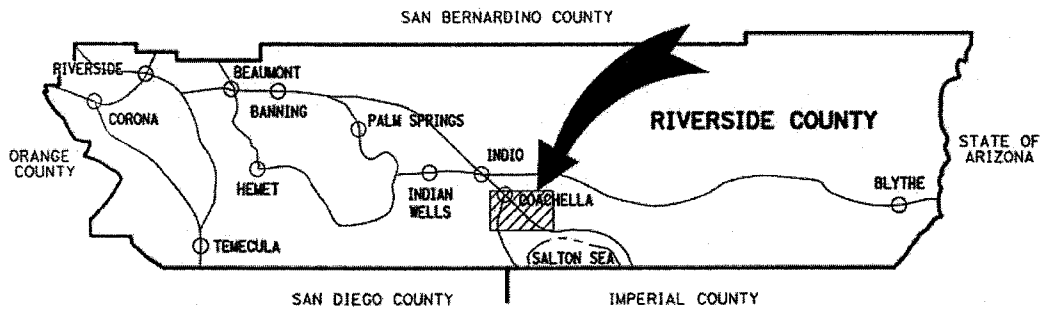 SAN BERNARDINO COUNTY
RIVERSIDE
BEAUMONT
BANNING
CORONA
PALM SPRINGS
RIVERSIDE COUNTY
ORANGE
COUNTY
STATE OF
ARIZONA
INDIO
HEMET
INDIAN
WELLS
COACHELLA
BLYTHE
TEMECULA
SALTON SEA
SAN DIEGO COUNTY
IMPERIAL COUNTY